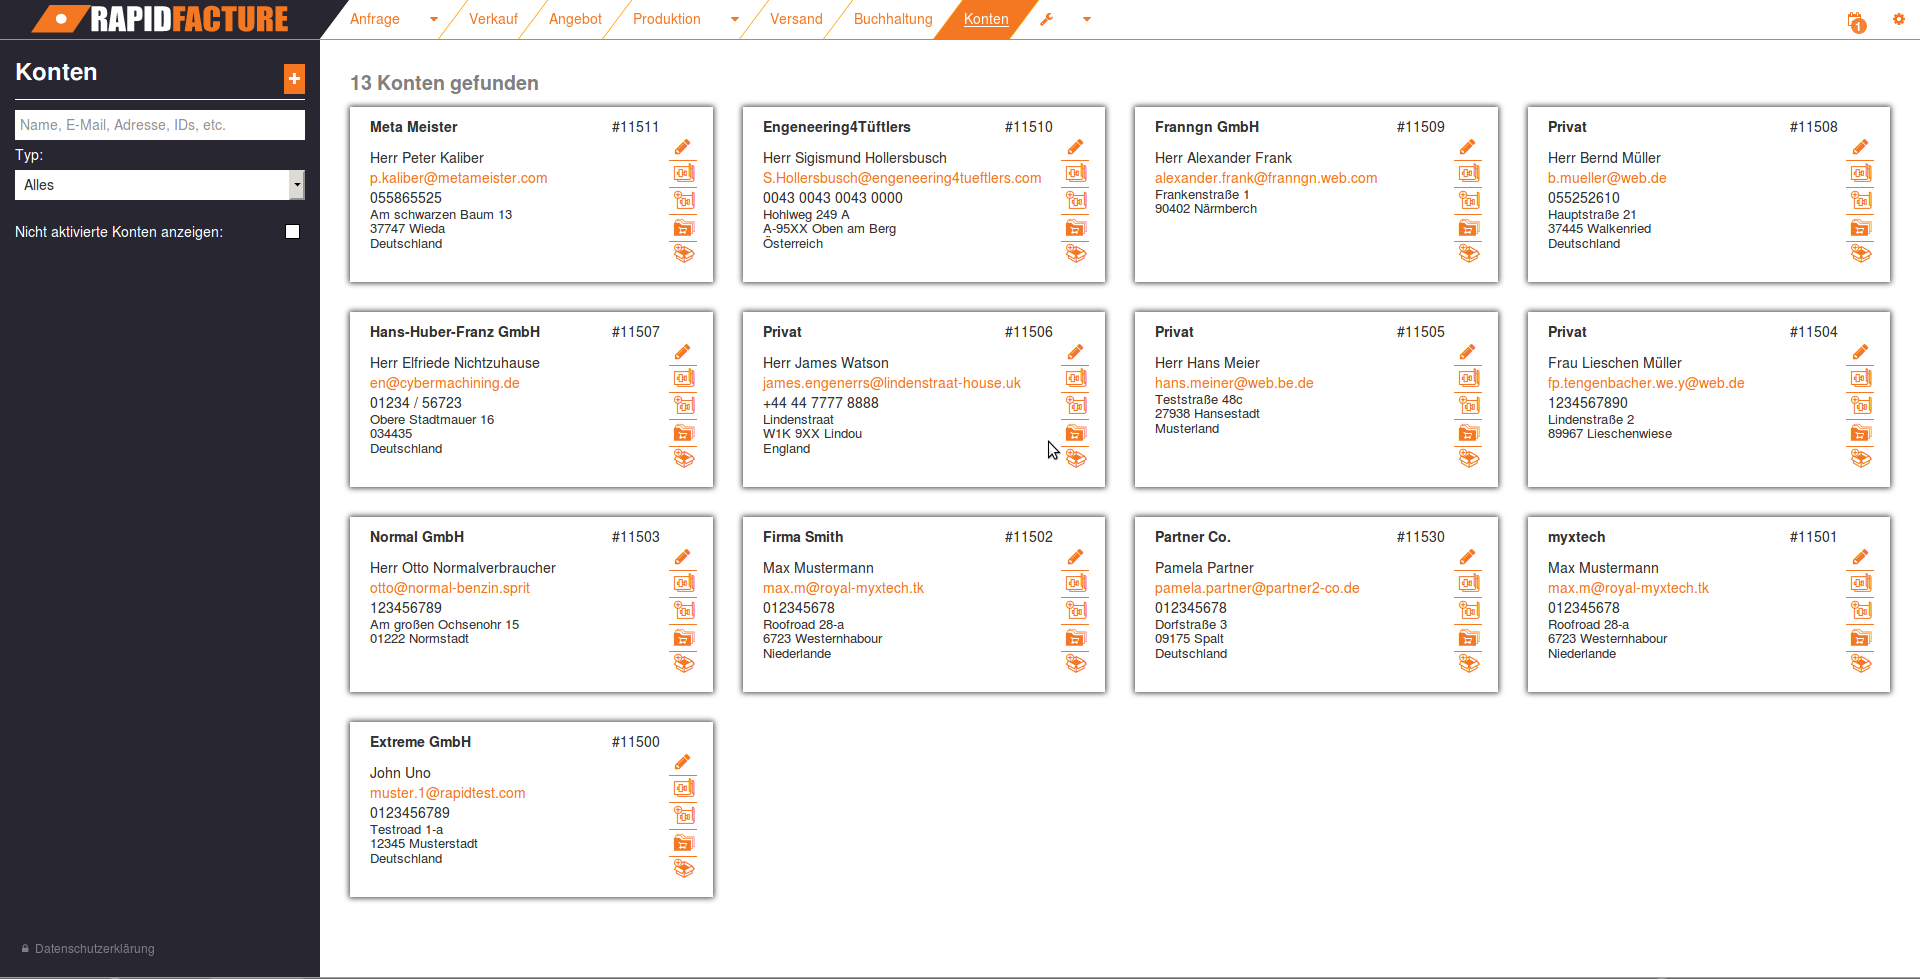 RAPIDFACTURE
Anfrage Verkauf Angebot Produktion Versand Buchhaltung Konten 1
Konten
+
Name, E-Mail, Adresse, IDs, etc.
Typ:
Alles
Nicht aktivierte Konten anzeigen:
Datenschutzerklärung
13 Konten gefunden
Meta Meister #11511
Herr Peter Kaliber
p.kaliber@metameister.com
055865525
Am schwarzen Baum 13
37747 Wieda
Deutschland
Engeneering4Tüftlers #11510
Herr Sigismund Hollersbusch
S.Hollersbusch@engeneering4tueftlers.com
0043 0043 0043 0000
Hohlweg 249 A
A-95XX Oben am Berg
Österreich
Franngn GmbH #11509
Herr Alexander Frank
alexander.frank@franngn.web.com
Frankenstraße 1
90402 Närmberch
Privat #11508
Herr Bernd Müller
b.mueller@web.de
055252610
Hauptstraße 21
37445 Walkenried
Deutschland
Hans-Huber-Franz GmbH #11507
Herr Elfriede Nichtzuhause
en@cybermachining.de
01234 / 56723
Obere Stadtmauer 16
034435
Deutschland
Privat #11506
Herr James Watson
james.engenerrs@lindenstraat-house.uk
+44 44 7777 8888
Lindenstraat
W1K 9XX Lindou
England
Privat #11505
Herr Hans Meier
hans.meiner@web.be.de
Teststraße 48c
27938 Hansestadt
Musterland
Privat #11504
Frau Lieschen Müller
fp.tengenbacher.we.y@web.de
1234567890
Lindenstraße 2
89967 Lieschenwiese
Normal GmbH #11503
Herr Otto Normalverbraucher
otto@normal-benzin.sprit
123456789
Am großen Ochsenohr 15
01222 Normstadt
Firma Smith #11502
Max Mustermann
max.m@royal-myxtech.tk
012345678
Roofroad 28-a
6723 Westernhabour
Niederlande
Partner Co. #11530
Pamela Partner
pamela.partner@partner2-co.de
012345678
Dorfstraße 3
09175 Spalt
Deutschland
myxtech #11501
Max Mustermann
max.m@royal-myxtech.tk
012345678
Roofroad 28-a
6723 Westernhabour
Niederlande
Extreme GmbH #11500
John Uno
muster.1@rapidtest.com
0123456789
Testroad 1-a
12345 Musterstadt
Deutschland